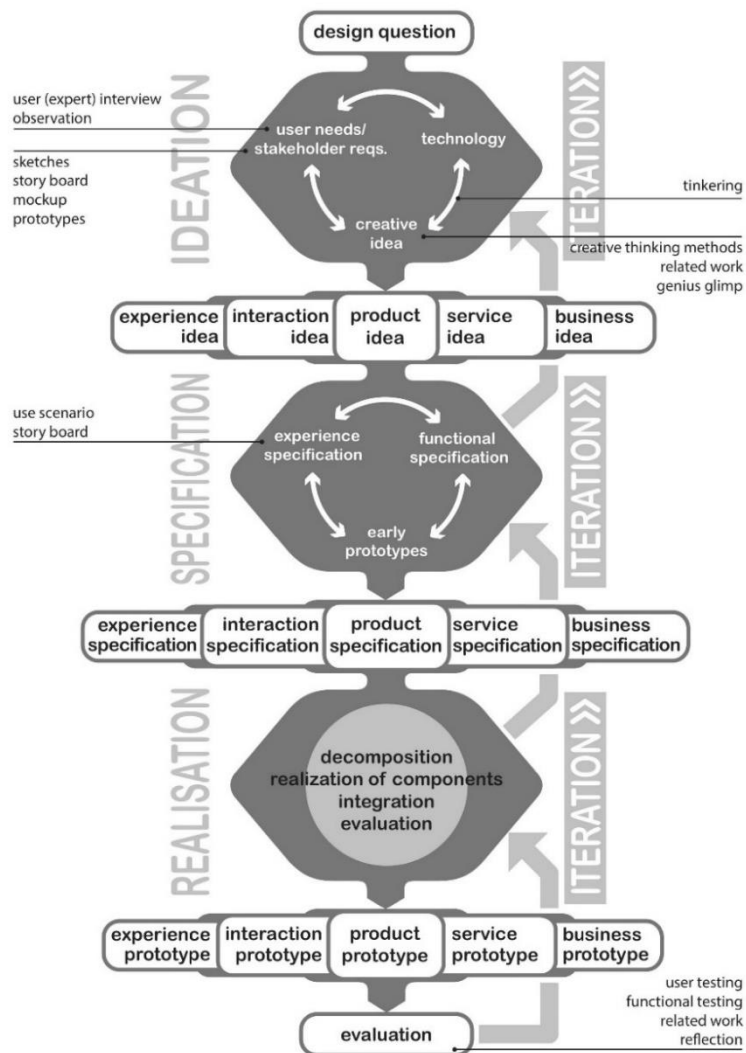 design question
user (expert) interview
observation
sketches
story board
mockup
prototypes
IDEATION
user needs/
stakeholder reqs.
technology
creative
idea
ITERATION
tinkering
creative thinking methods
related work
genius glimp
experience
idea
interaction
idea
product
idea
service
idea
business
idea
use scenario
story board
SPECIFICATION
experience
specification
functional
specification
early
prototypes
ITERATION
experience
specification
interaction
specification
product
specification
service
specification
business
specification
REALISATION
decomposition
realization of components
integration
evaluation
ITERATION
experience
prototype
interaction
prototype
product
prototype
service
prototype
business
prototype
evaluation
user testing
functional testing
related work
reflection